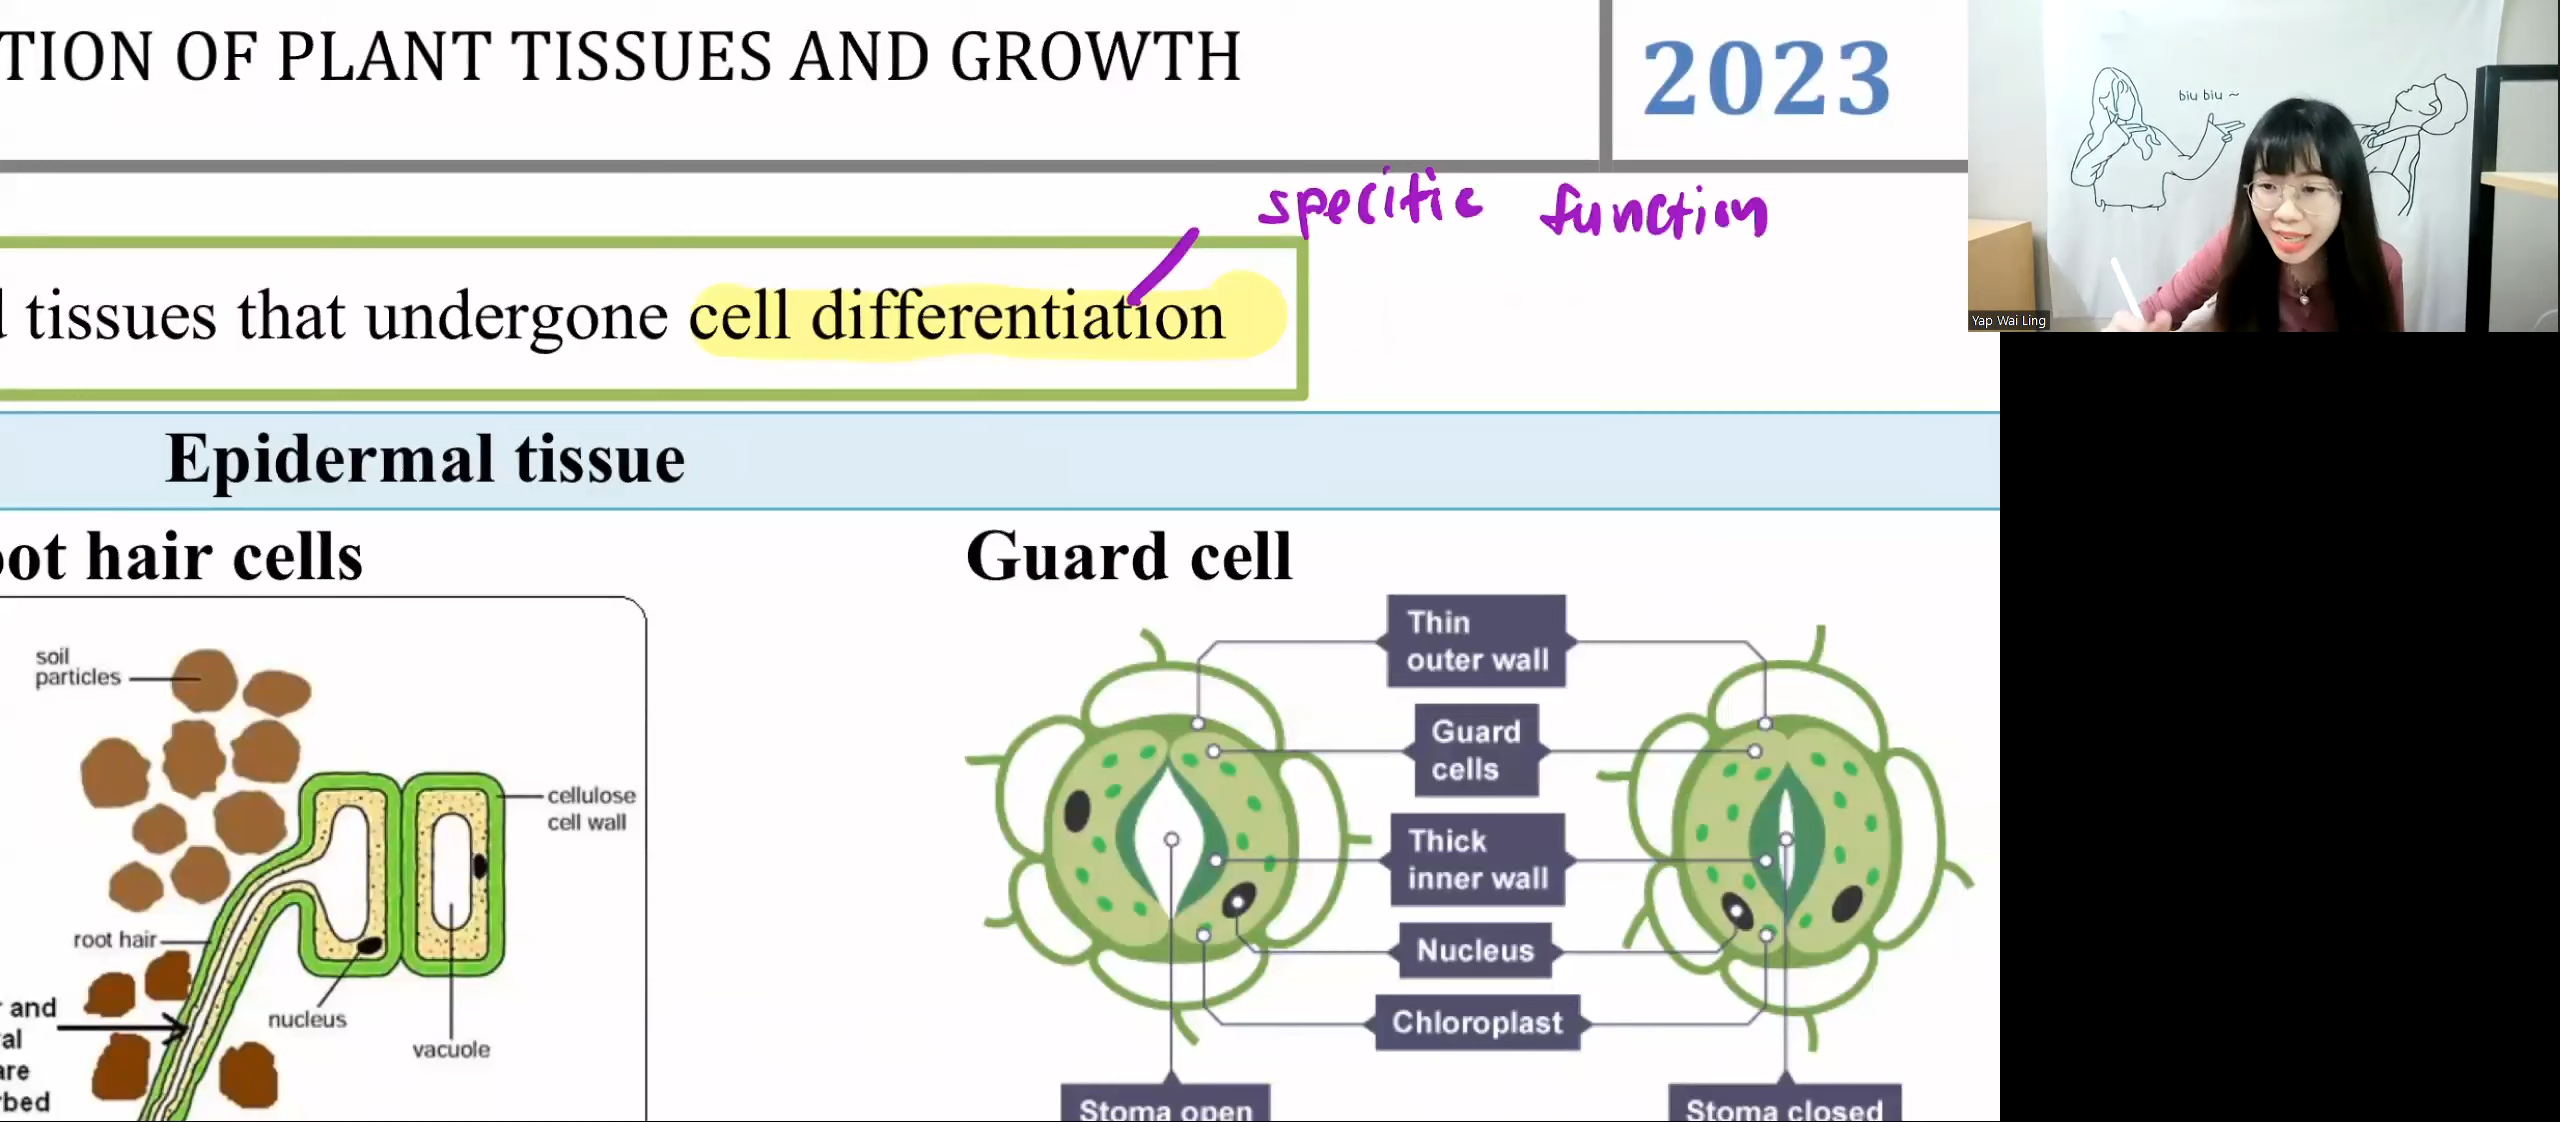 TION OF PLANT TISSUES AND GROWTH
2023
specific function
tissues that undergone cell differentiation
Epidermal tissue
oot hair cells
Guard cell
soil
particles
cellulose
cell wall
root hair
nucleus
vacuole
and
al
are
rbed
Thin
outer wall
Guard
cells
Thick
inner wall
Nucleus
Chloroplast
Stoma open
Stoma closed
biu biu ~
Yap Wai Ling